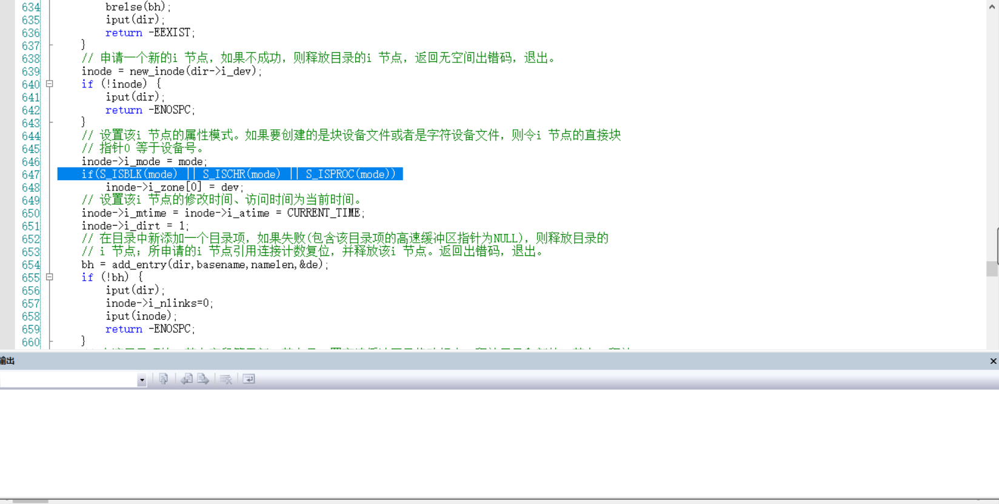 634 brelse(bh);
635 iput(dir);
636 return -EEXIST;
637 }
638 // 申请一个新的i 节点，如果不成功，则释放目录的i 节点，返回无空间出错码，退出。
639 inode = new_inode(dir->i_dev);
640 if (!inode) {
641 iput(dir);
642 return -ENOSPC;
643 }
644 // 设置该i 节点的属性模式。如果要创建的是块设备文件或者是字符设备文件，则令i 节点的直接块
645 // 指针0 等于设备号。
646 inode->i_mode = mode;
647 if(S_ISBLK(mode) || S_ISCHR(mode) || S_ISPROC(mode))
648 inode->i_zone[0] = dev;
649 // 设置该i 节点的修改时间、访问时间为当前时间。
650 inode->i_mtime = inode->i_atime = CURRENT_TIME;
651 inode->i_dirt = 1;
652 // 在目录中新添加一个目录项，如果失败(包含该目录项的高速缓冲区指针为NULL)，则释放目录的
653 // i 节点；所申请的i 节点引用连接计数复位，并释放该i 节点。返回出错码，退出。
654 bh = add_entry(dir,basename,namelen,&de);
655 if (!bh) {
656 iput(dir);
657 inode->i_nlinks=0;
658 iput(inode);
659 return -ENOSPC;
660 }
输出